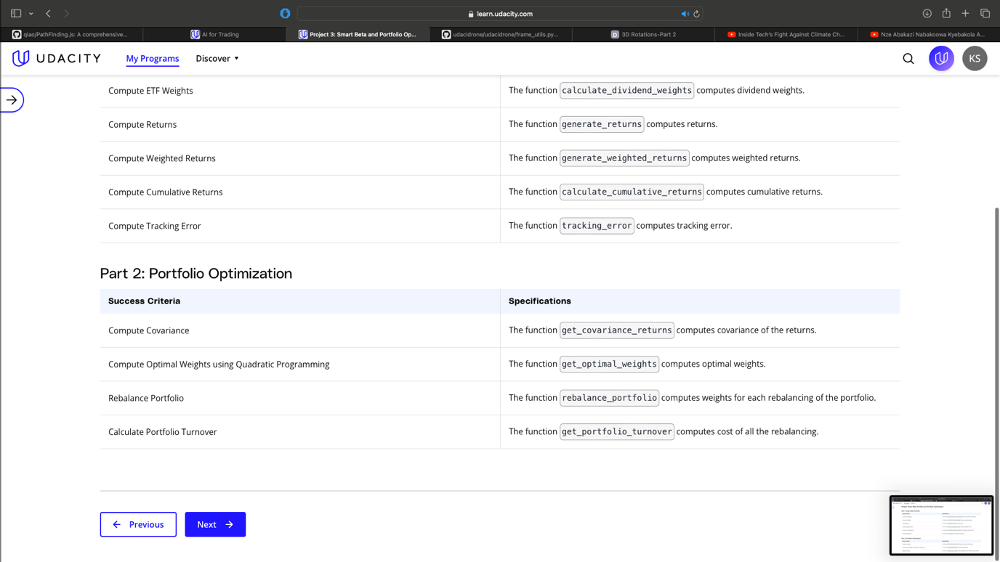 learn.udacity.com
qiao/PathFinding.js: A comprehensive...
AI for Trading
Project 3: Smart Beta and Portfolio Op...
udacidrone/udacidrone/frame_utils.py...
D 3D Rotations-Part 2
Inside Tech's Fight Against Climate Ch...
Nze Abakazi Nabakoowa Kyebakola A...
UDACITY
My Programs
Discover
KS
Compute ETF Weights
The function calculate_dividend_weights computes dividend weights.
Compute Returns
The function generate_returns computes returns.
Compute Weighted Returns
The function generate_weighted_returns computes weighted returns.
Compute Cumulative Returns
The function calculate_cumulative_returns computes cumulative returns.
Compute Tracking Error
The function tracking_error computes tracking error.
Part 2: Portfolio Optimization
Success Criteria
Specifications
Compute Covariance
The function get_covariance_returns computes covariance of the returns.
Compute Optimal Weights using Quadratic Programming
The function get_optimal_weights computes optimal weights.
Rebalance Portfolio
The function rebalance_portfolio computes weights for each rebalancing of the portfolio.
Calculate Portfolio Turnover
The function get_portfolio_turnover computes cost of all the rebalancing.
Previous
Next